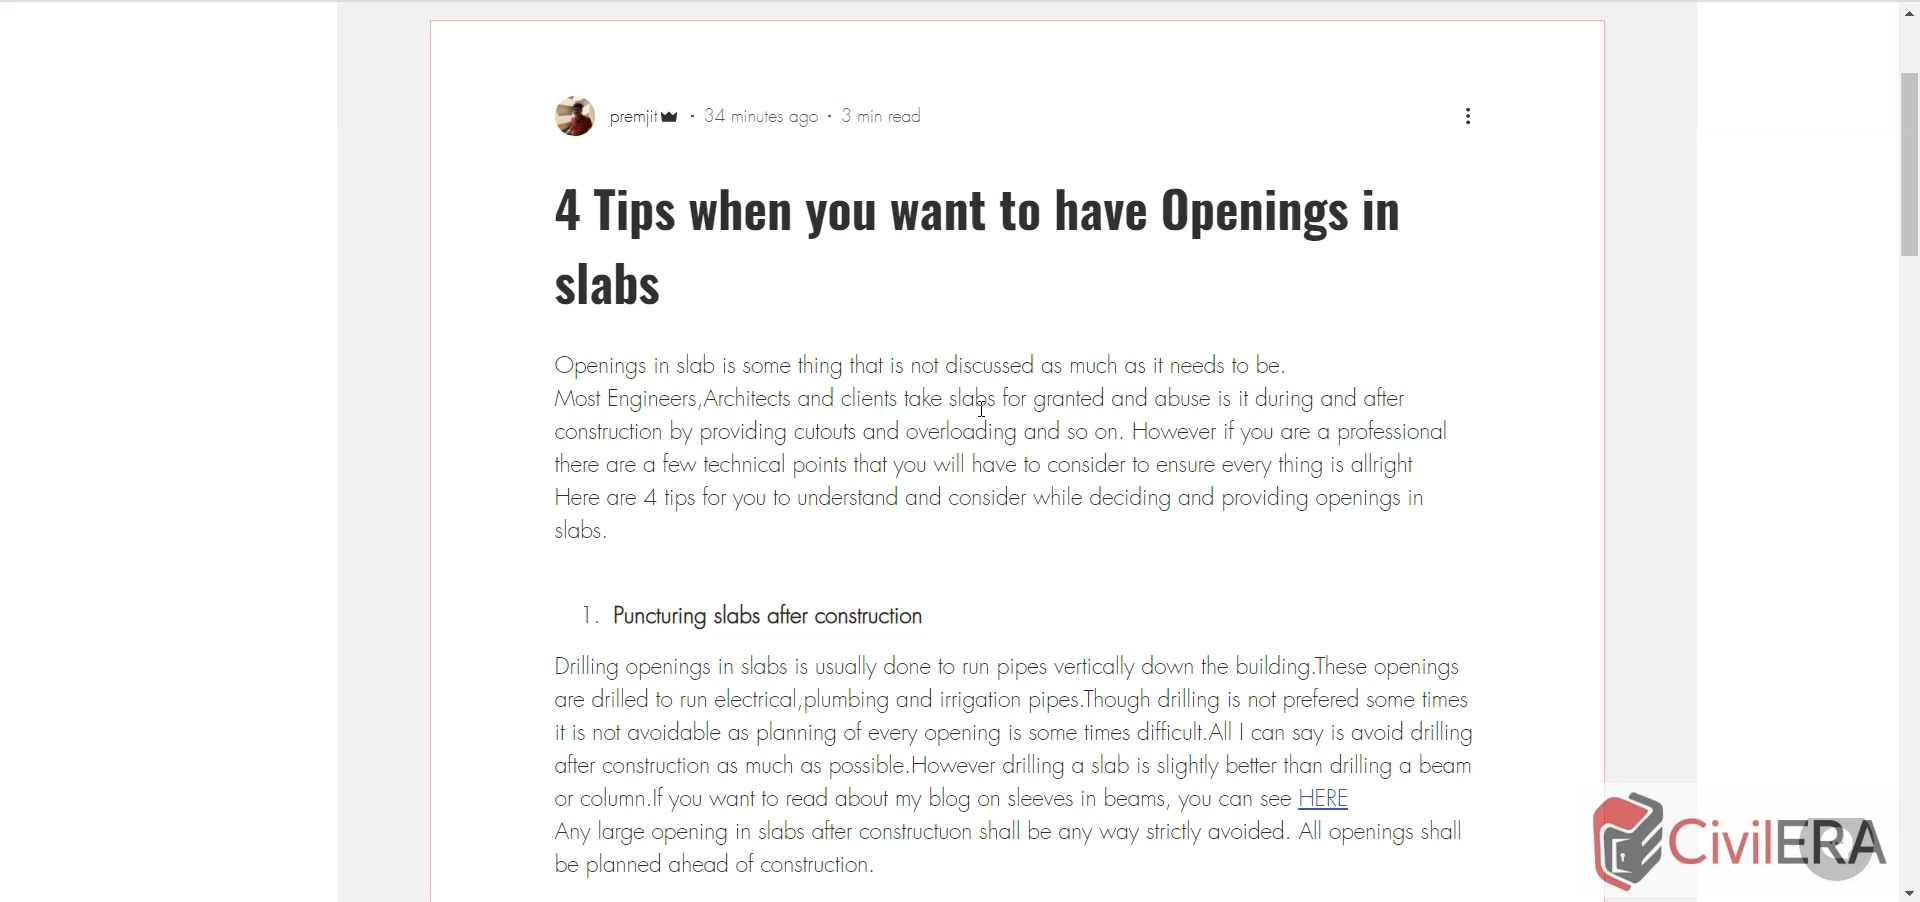 premjit · 34 minutes ago · 3 min read
4 Tips when you want to have Openings in
slabs
Openings in slab is some thing that is not discussed as much as it needs to be.
Most Engineers,Architects and clients take slabs for granted and abuse is it during and after
construction by providing cutouts and overloading and so on. However if you are a professional
there are a few technical points that you will have to consider to ensure every thing is allright
Here are 4 tips for you to understand and consider while deciding and providing openings in
slabs.
1. Puncturing slabs after construction
Drilling openings in slabs is usually done to run pipes vertically down the building.These openings
are drilled to run electrical,plumbing and irrigation pipes.Though drilling is not prefered some times
it is not avoidable as planning of every opening is some times difficult.All I can say is avoid drilling
after construction as much as possible.However drilling a slab is slightly better than drilling a beam
or column.If you want to read about my blog on sleeves in beams, you can see HERE
Any large opening in slabs after constructuon shall be any way strictly avoided. All openings shall
be planned ahead of construction.
CivilERA